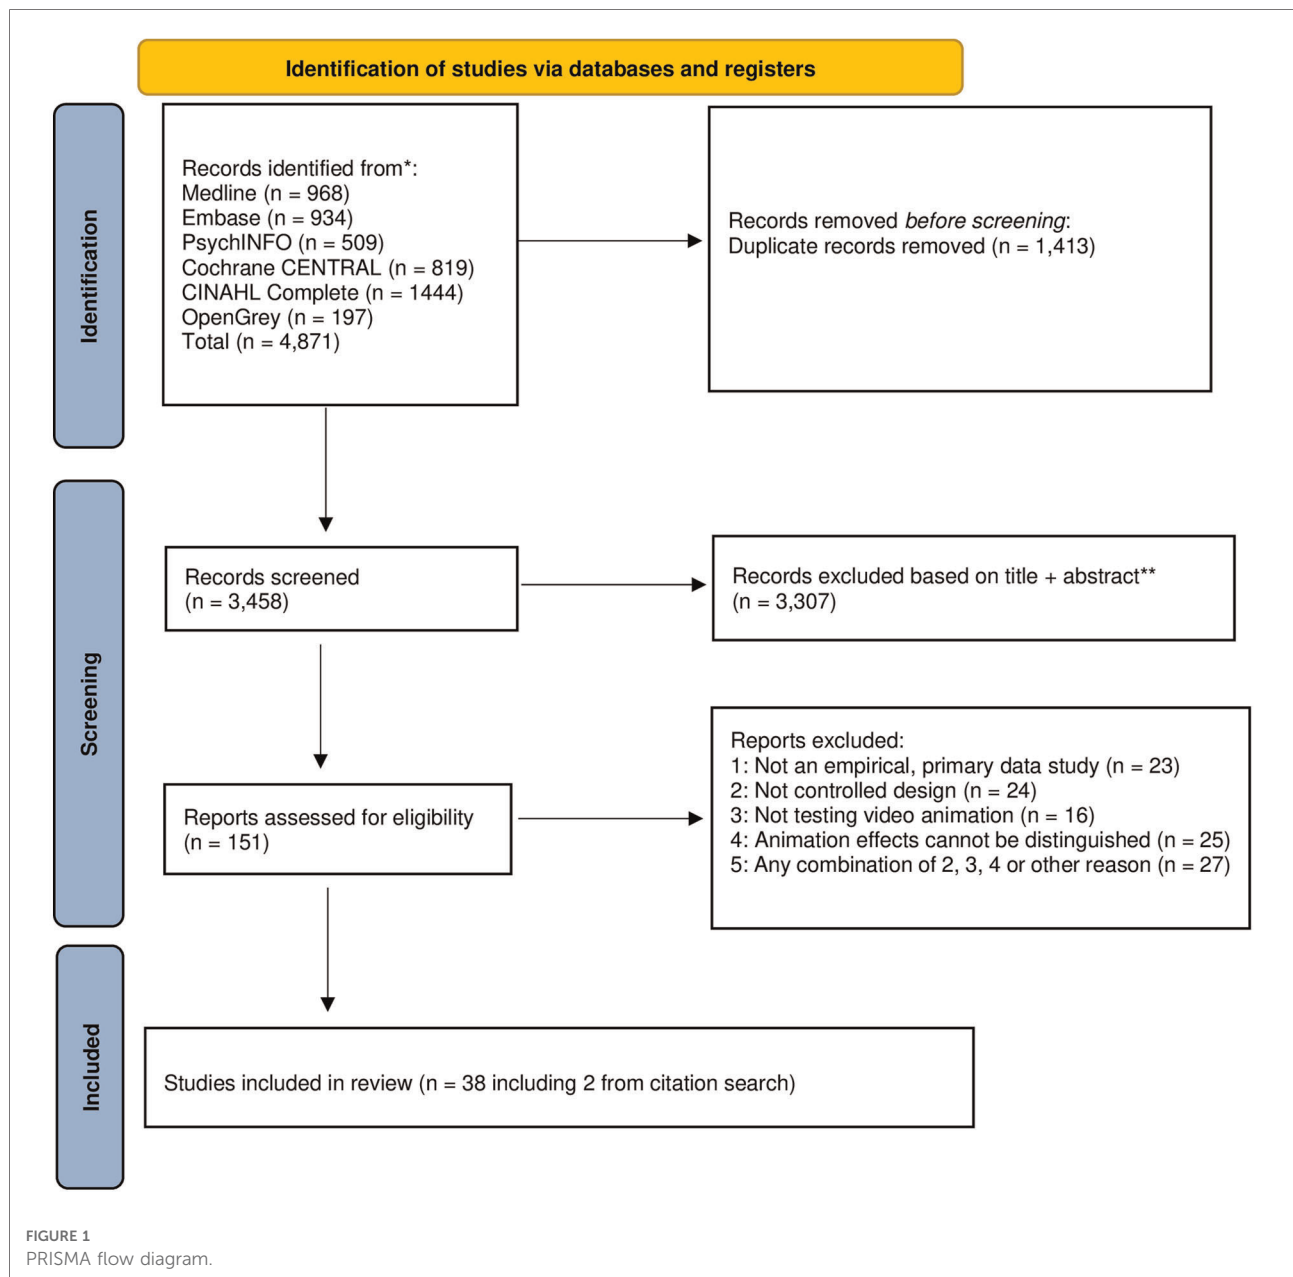 Identification of studies via databases and registers
Identification
Records identified from*:
Medline (n = 968)
Embase (n = 934)
PsychINFO (n = 509)
Cochrane CENTRAL (n = 819)
CINAHL Complete (n = 1444)
OpenGrey (n = 197)
Total (n = 4,871)
Records removed before screening:
Duplicate records removed (n = 1,413)
Screening
Records screened
(n = 3,458)
Records excluded based on title + abstract**
(n = 3,307)
Reports assessed for eligibility
(n = 151)
Reports excluded:
1: Not an empirical, primary data study (n = 23)
2: Not controlled design (n = 24)
3: Not testing video animation (n = 16)
4: Animation effects cannot be distinguished (n = 25)
5: Any combination of 2, 3, 4 or other reason (n = 27)
Included
Studies included in review (n = 38 including 2 from citation search)
FIGURE 1
PRISMA flow diagram.